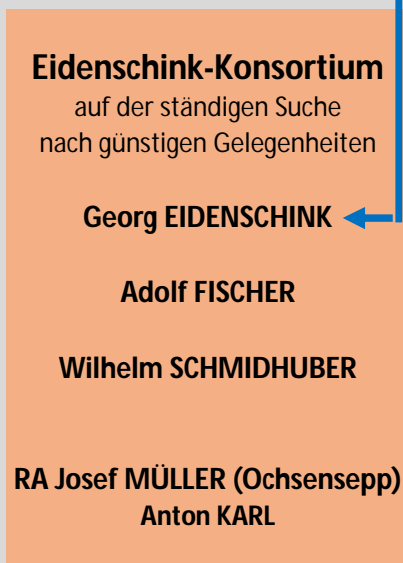 Eidenschink-Konsortium
auf der ständigen Suche
nach günstigen Gelegenheiten
Georg EIDENSCHINK
Adolf FISCHER
Wilhelm SCHMIDHUBER
RA Josef MÜLLER (Ochsensepp)
Anton KARL